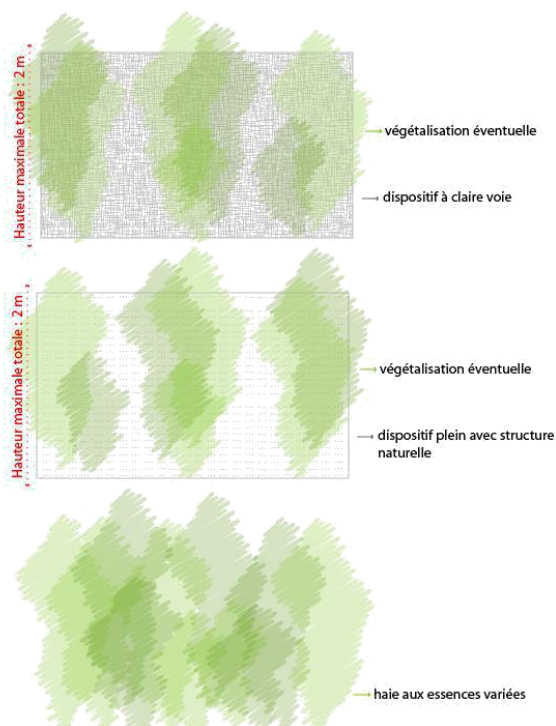 Hauteur maximale totale : 2 m
végétalisation éventuelle
dispositif à claire voie
Hauteur maximale totale : 2 m
végétalisation éventuelle
dispositif plein avec structure
naturelle
haie aux essences variées